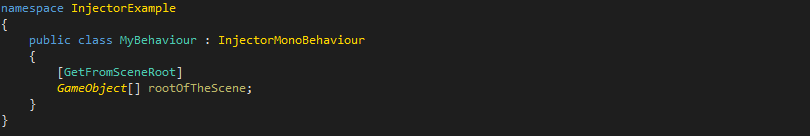 namespace InjectorExample
{
    public class MyBehaviour : InjectorMonoBehaviour
    {
        [GetFromSceneRoot]
        GameObject[] rootOfTheScene;
    }
}